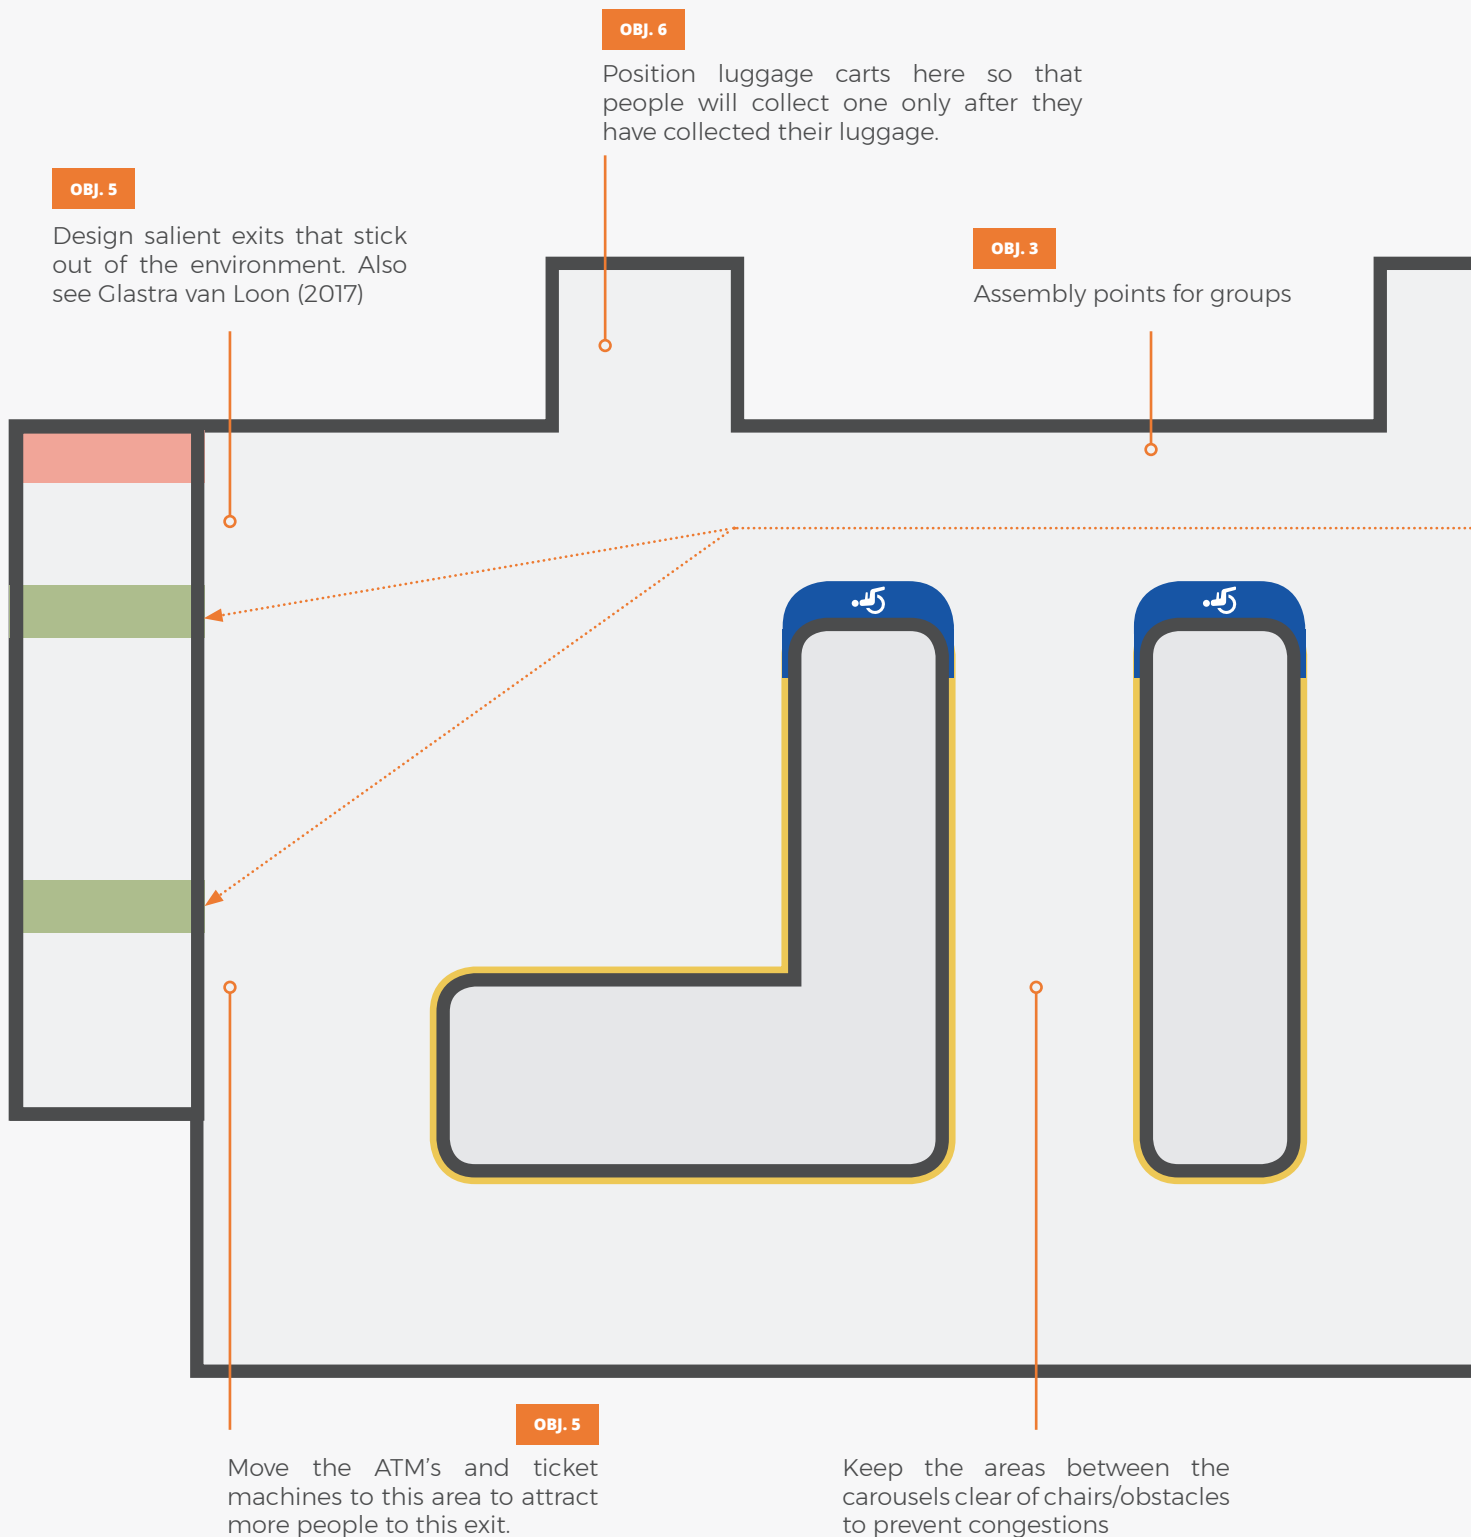 OBJ. 6
Position luggage carts here so that
people will collect one only after they
have collected their luggage.
OBJ. 5
Design salient exits that stick
out of the environment. Also
see Glastra van Loon (2017)
OBJ. 3
Assembly points for groups
OBJ. 5
Move the ATM's and ticket
machines to this area to attract
more people to this exit.
Keep the areas between the
carousels clear of chairs/obstacles
to prevent congestions